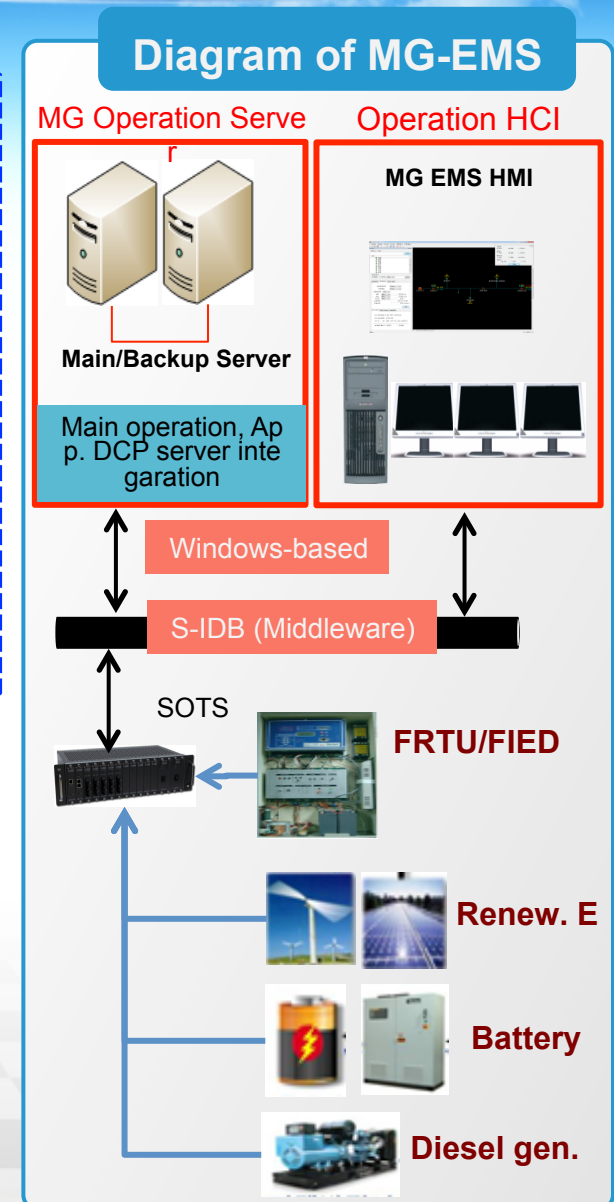 Diagram of MG-EMS
MG Operation Serve
r
Operation HCI
MG EMS HMI
Main/Backup Server
Main operation, Ap
p. DCP server inte
garation
Windows-based
S-IDB (Middleware)
SOTS
FRTU/FIED
Renew. E
Battery
Diesel gen.